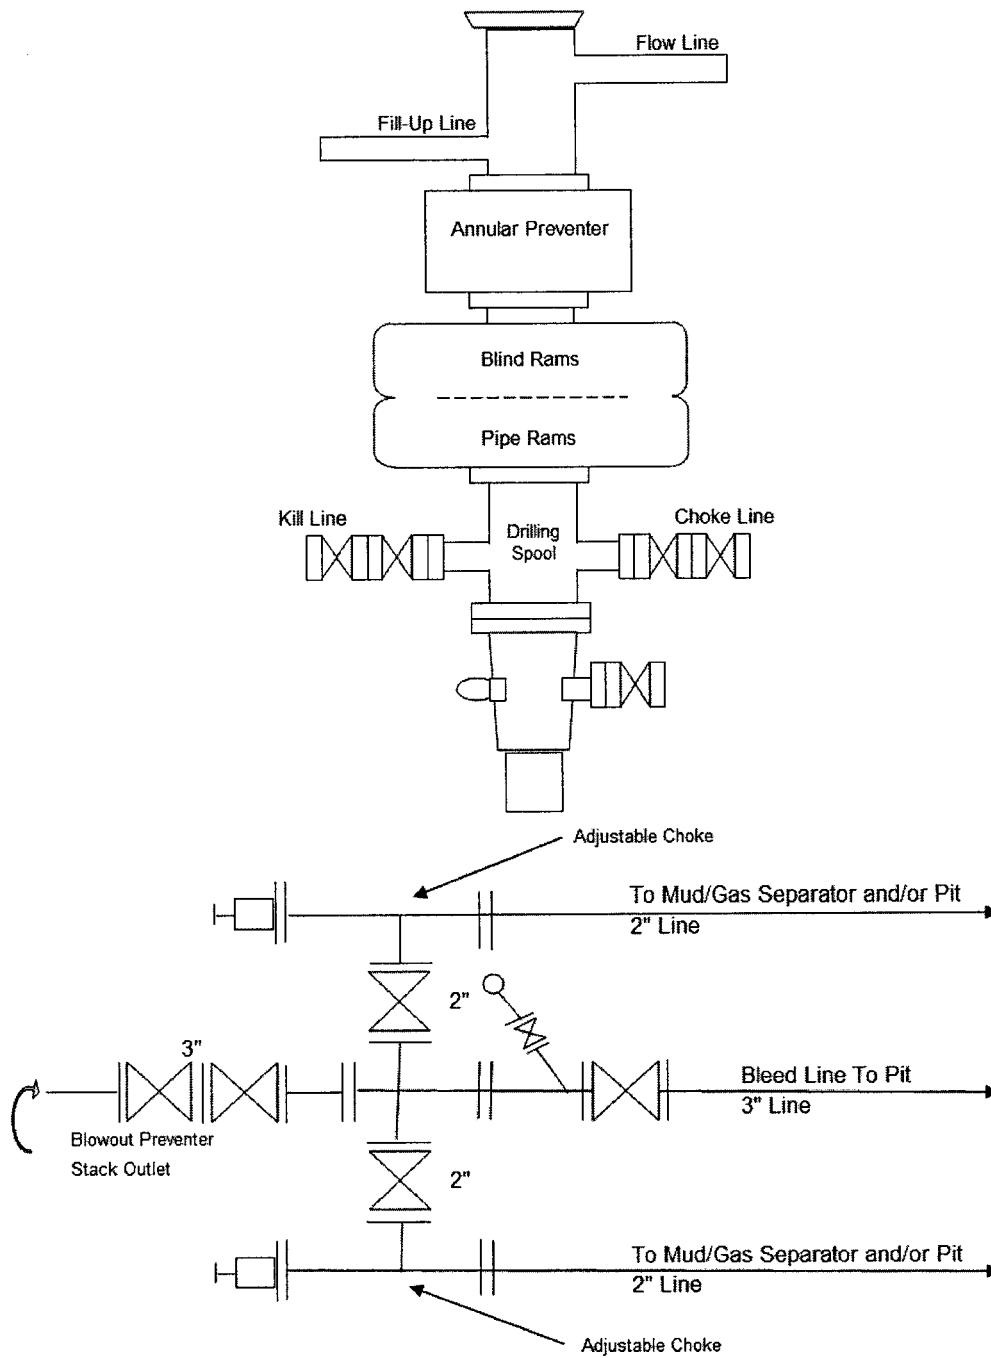 Flow Line
Fill-Up Line
Annular Preventer
Blind Rams
Pipe Rams
Kill Line
Drilling
Spool
Choke Line
Adjustable Choke
To Mud/Gas Separator and/or Pit
2" Line
2"
3"
Bleed Line To Pit
3" Line
Blowout Preventer
Stack Outlet
2"
To Mud/Gas Separator and/or Pit
2" Line
Adjustable Choke